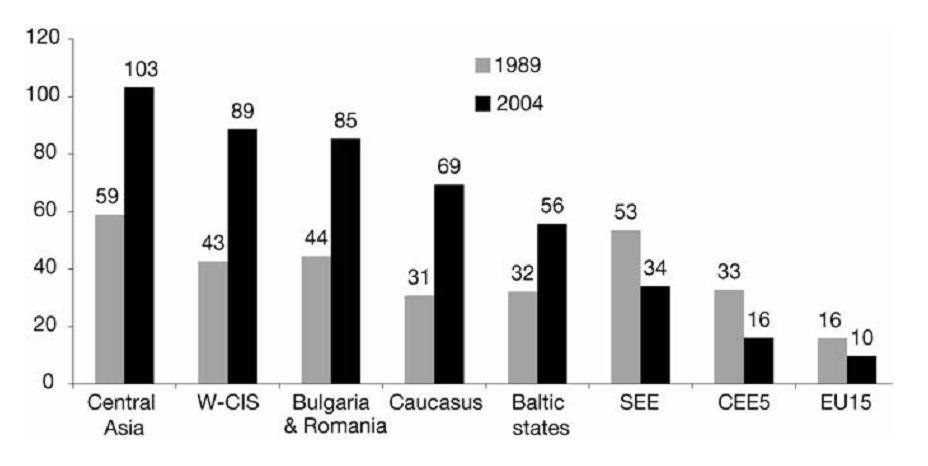 120
100
80
60
40
20
0
1989
2004
59
103
43
89
44
85
31
69
32
56
53
34
33
16
16
10
Central
Asia
W-CIS
Bulgaria
& Romania
Caucasus
Baltic
states
SEE
CEE5
EU15